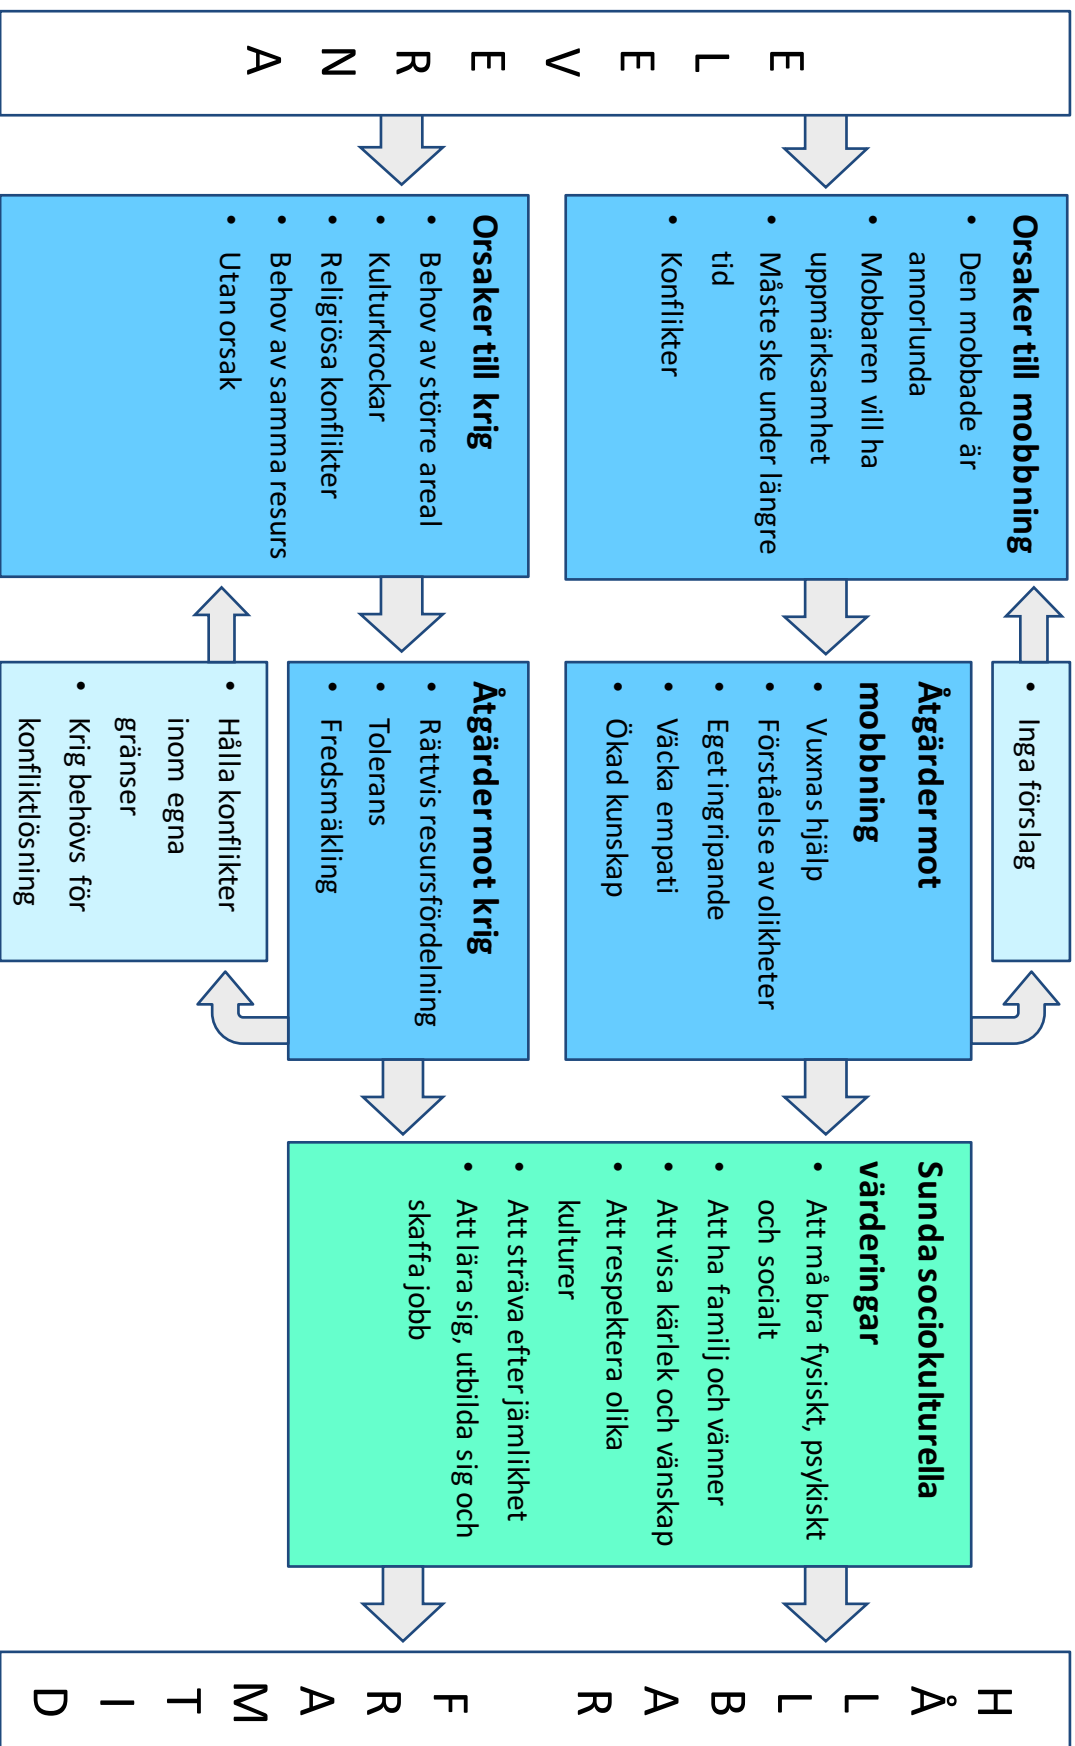 E L E V E R N A
Orsaker till mobbning
• Den mobbade är
annorlunda
• Mobbaren vill ha
uppmärksamhet
• Måste ske under längre
tid
• Konflikter
Orsaker till krig
• Behov av större areal
• Kulturkrockar
• Religiösa konflikter
• Behov av samma resurs
• Utan orsak
• Inga förslag
Åtgärder mot
mobbning
• Vuxnas hjälp
• Förståelse av olikheter
• Eget ingripande
• Väcka empati
• Ökad kunskap
Åtgärder mot krig
• Rättvis resursfördelning
• Tolerans
• Fredsmäkling
• Hålla konflikter
inom egna
gränser
• Krig behövs för
konfliktlösning
Sunda sociokulturella
värderingar
• Att må bra fysiskt, psykiskt
och socialt
• Att ha familj och vänner
• Att visa kärlek och vänskap
• Att respektera olika
kulturer
• Att sträva efter jämlikhet
• Att lära sig, utbilda sig och
skaffa jobb
H Å L L B A R F R A M T I D